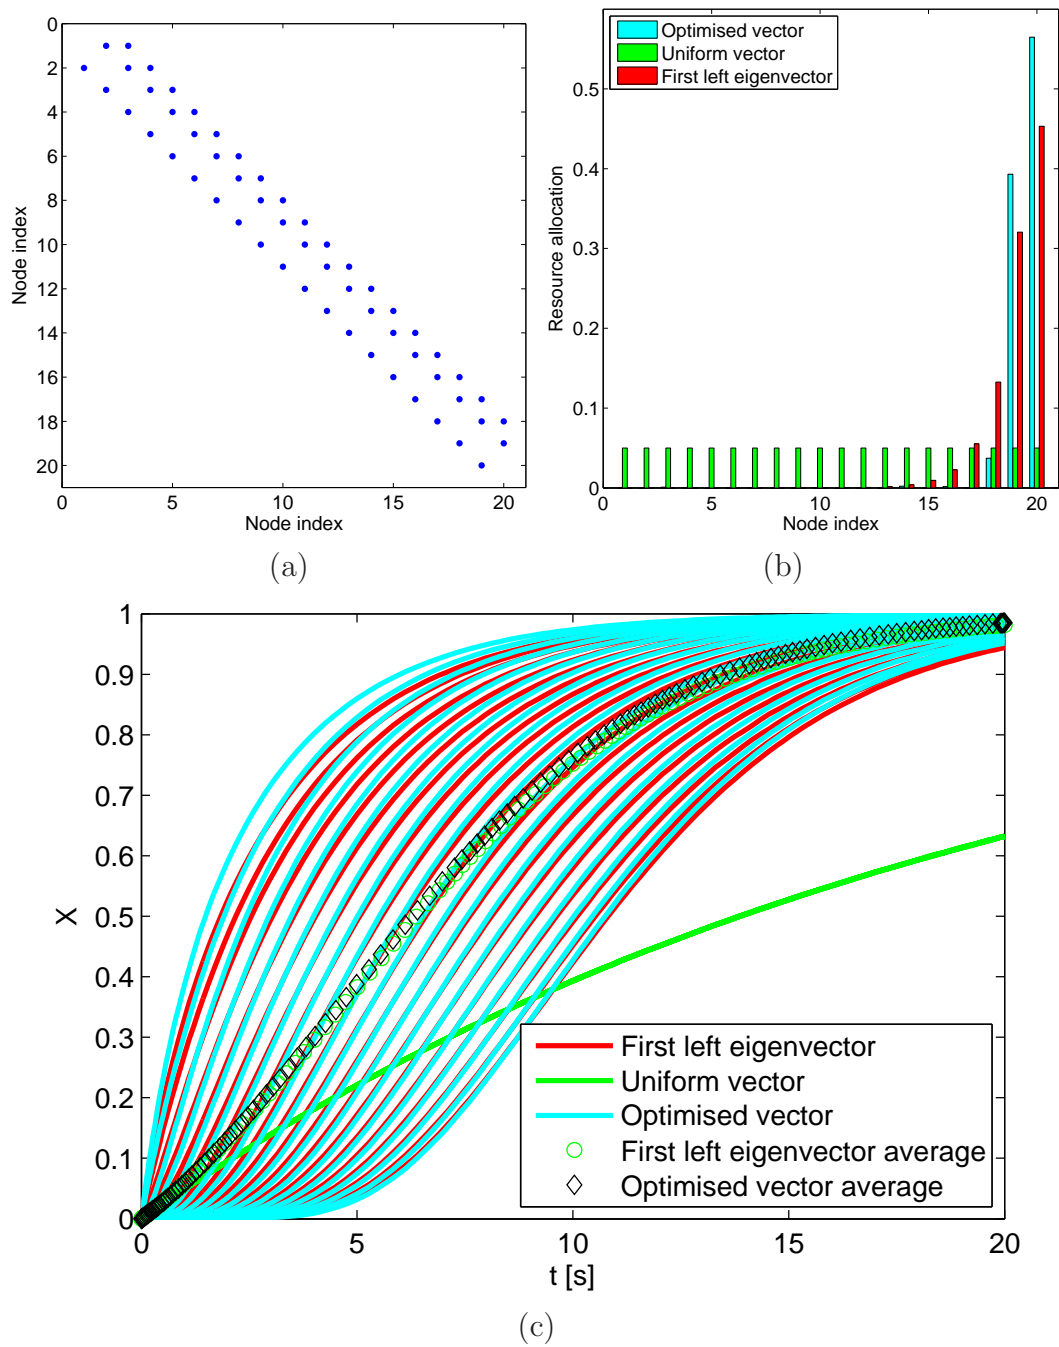 0
2
4
6
8
10
12
14
16
18
20
0 5 10 15 20
Node index
Node index
(a)
Optimised vector
Uniform vector
First left eigenvector
0.5
0.4
0.3
0.2
0.1
0
0 5 10 15 20
Resource allocation
Node index
(b)
1
0.9
0.8
0.7
0.6
0.5
0.4
0.3
0.2
0.1
0
X
First left eigenvector
Uniform vector
Optimised vector
First left eigenvector average
Optimised vector average
0 5 10 15 20
t [s]
(c)